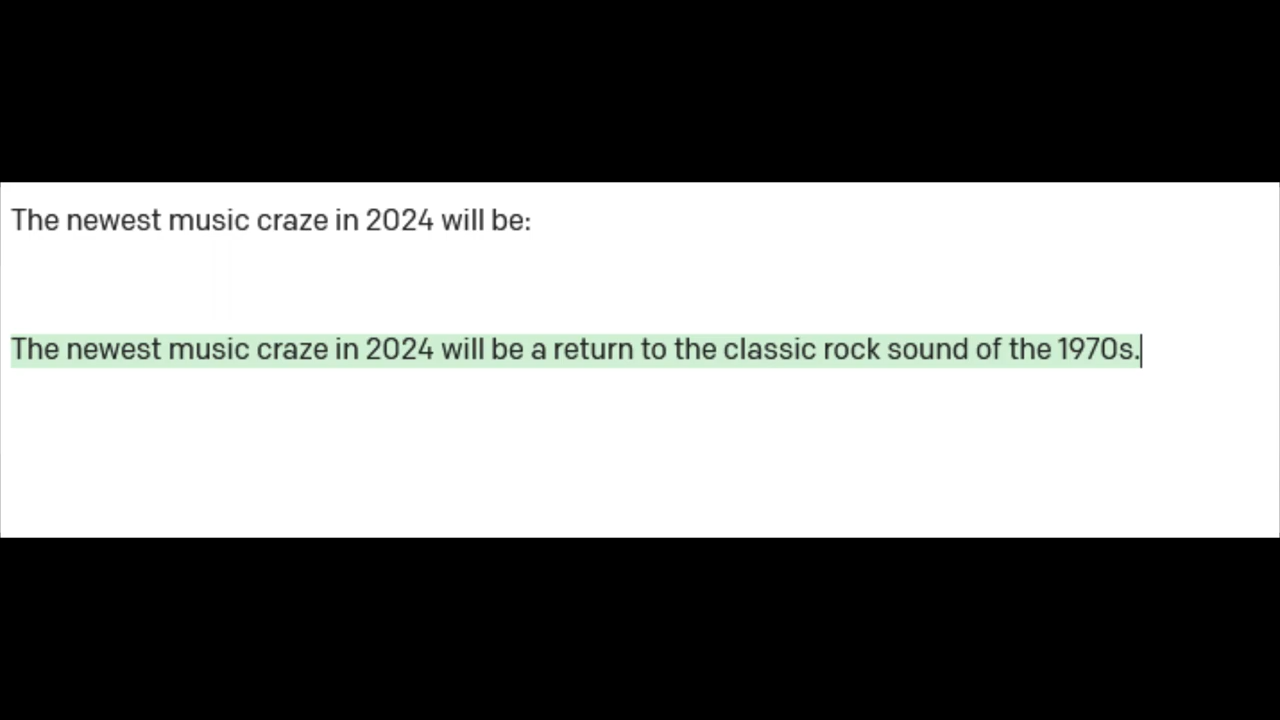 The newest music craze in 2024 will be:
The newest music craze in 2024 will be a return to the classic rock sound of the 1970s.